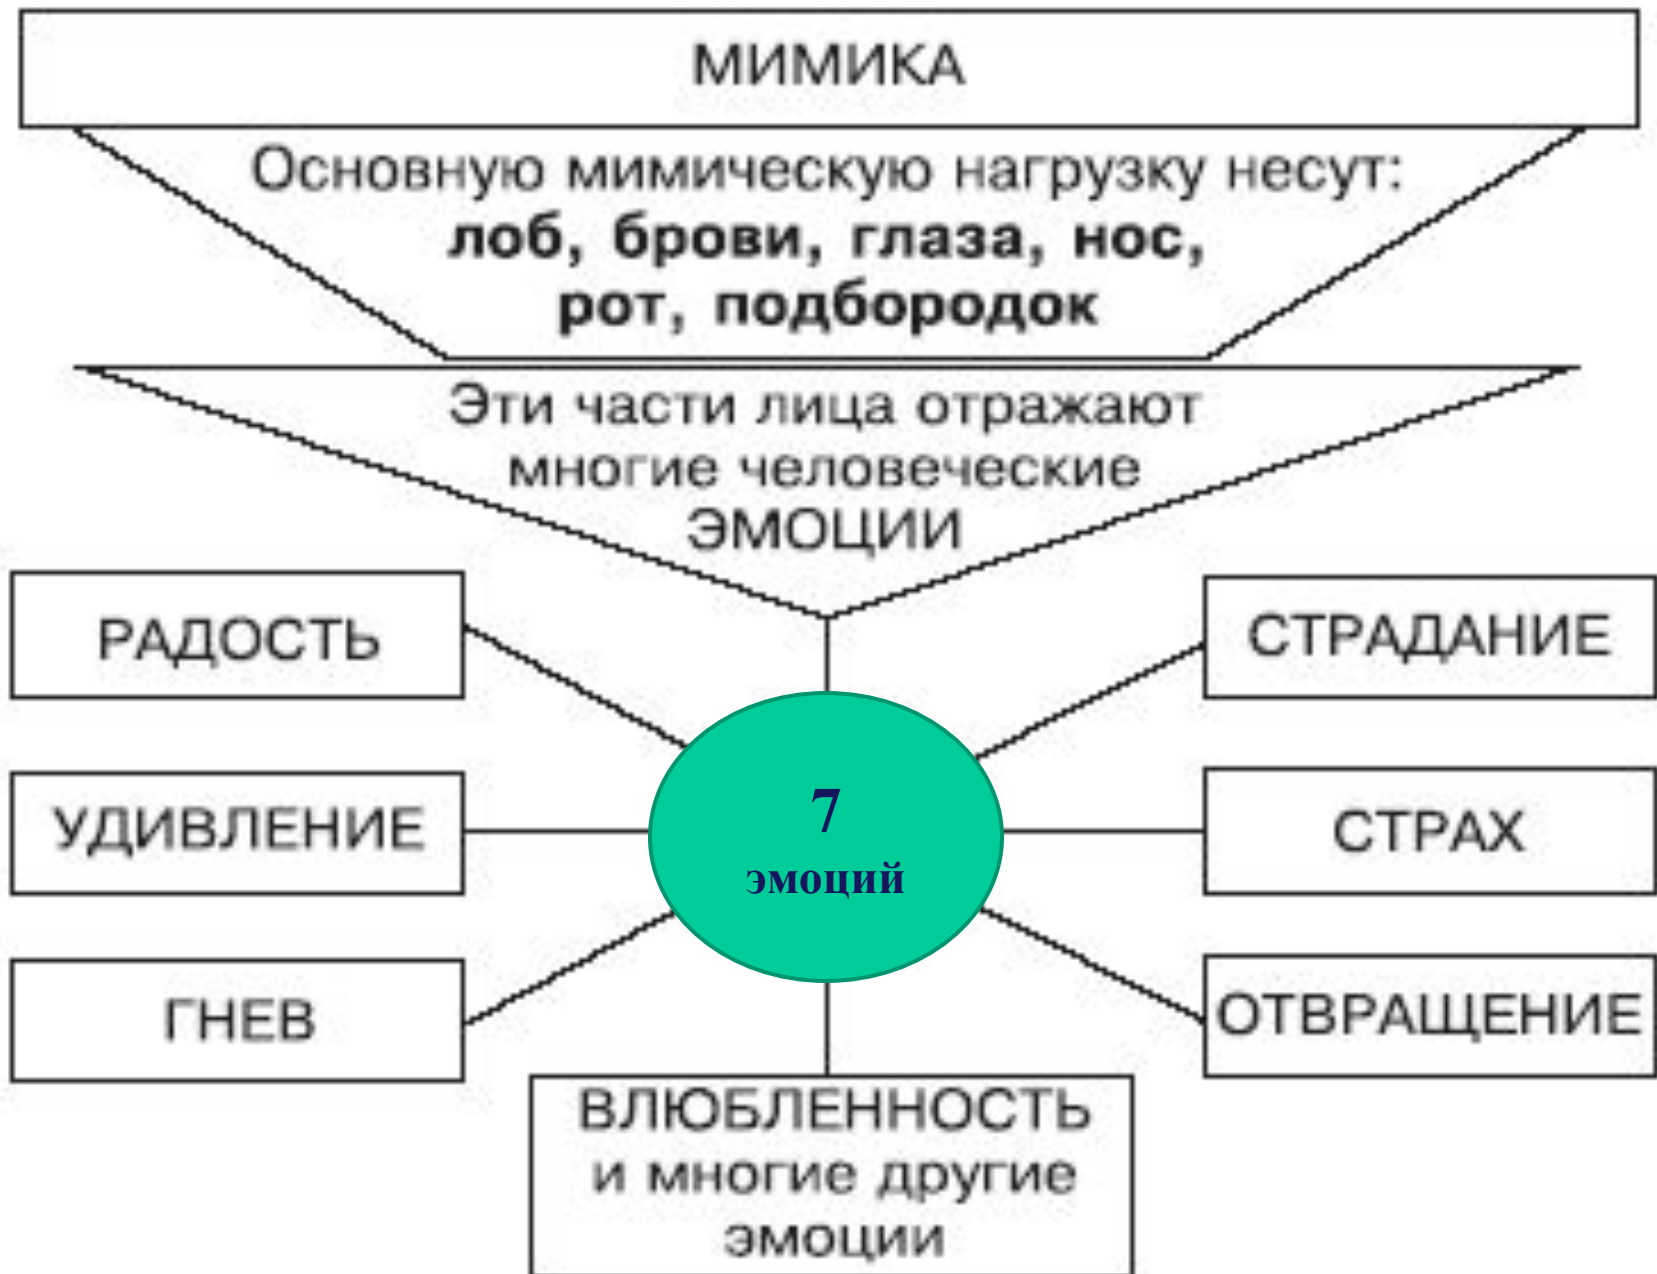 МИМИКА
Основную мимическую нагрузку несут:
лоб, брови, глаза, нос,
рот, подбородок
Эти части лица отражают
многие человеческие
ЭМОЦИИ
РАДОСТЬ
СТРАДАНИЕ
УДИВЛЕНИЕ
7
эмоций
СТРАХ
ГНЕВ
ОТВРАЩЕНИЕ
ВЛЮБЛЕННОСТЬ
и многие другие
эмоции